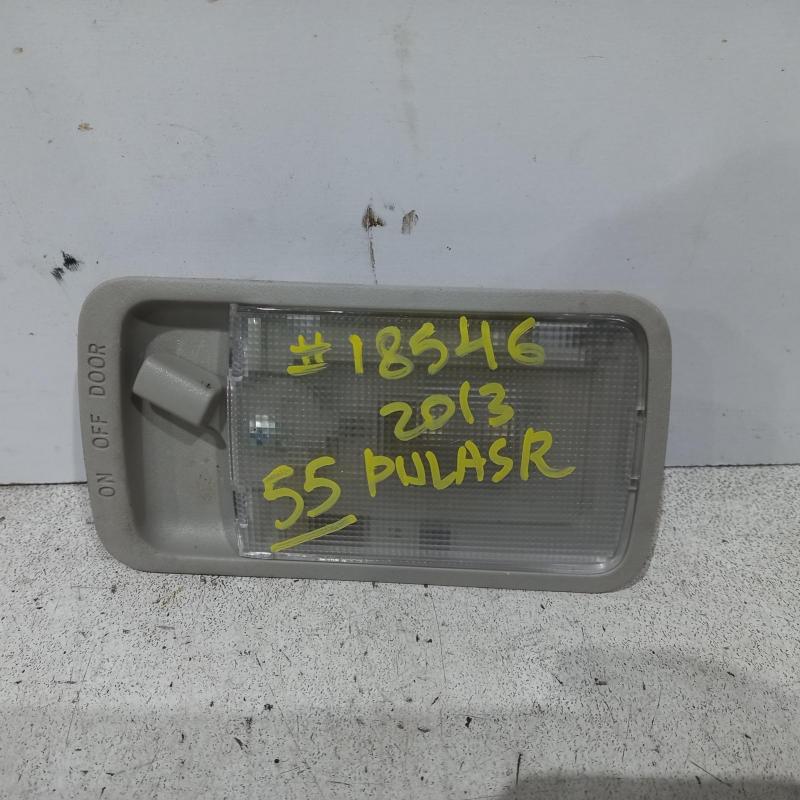 # 18546
2013
55 PULASR
ON OFF DOOR